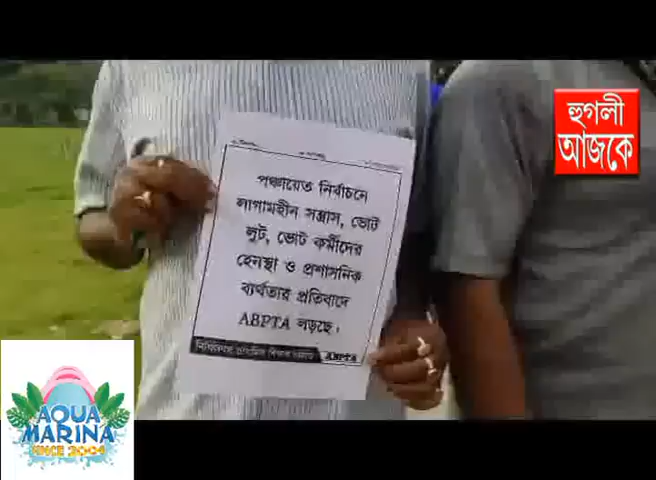 হুগলী
আজকে
পঞ্চায়েত নির্বাচনে
লাগামহীন সন্ত্রাস, ভোট
লুট, ভোট কর্মীদের
হেনস্থা ও প্রশাসনিক
ব্যর্থতার প্রতিবাদে
ABPTA লড়ছে।
ABPTA
AQUA
MARINA
SINCE 2004